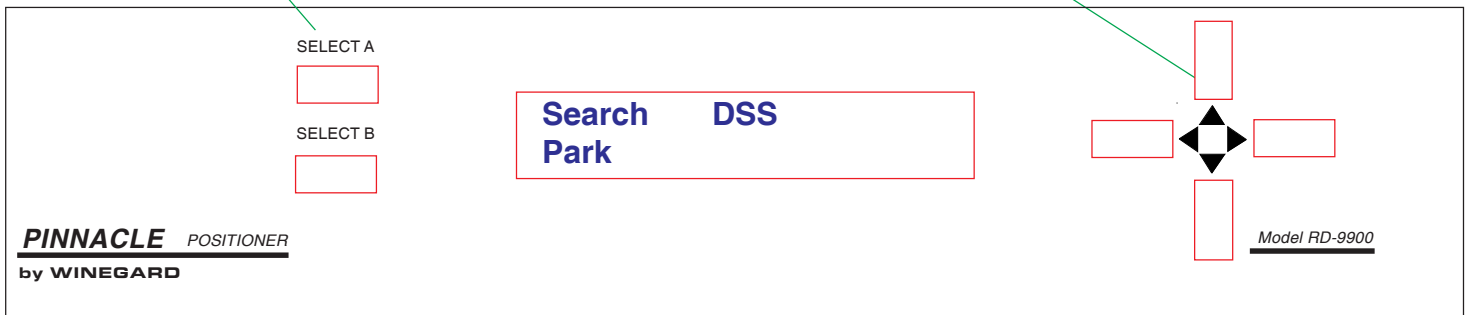 SELECT A
SELECT B
Search DSS
Park
PINNACLE POSITIONER
by WINEGARD
Model RD-9900